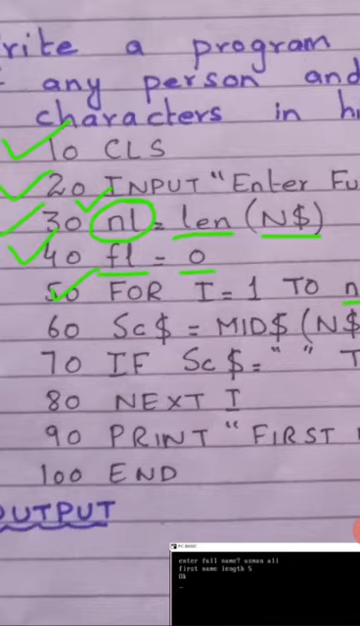 rite a program
any person and
characters in h
10 CLS
20 INPUT "Enter Fu
30 nl = len (N$)
40 fl = 0
50 FOR I = 1 TO n
60 Sc$ = MID$ (N$
70 IF Sc$ = " " T
80 NEXT I
90 PRINT "FIRST
100 END
OUTPUT
PC BASIC
enter full name? usman ali
first name length 5
Ok